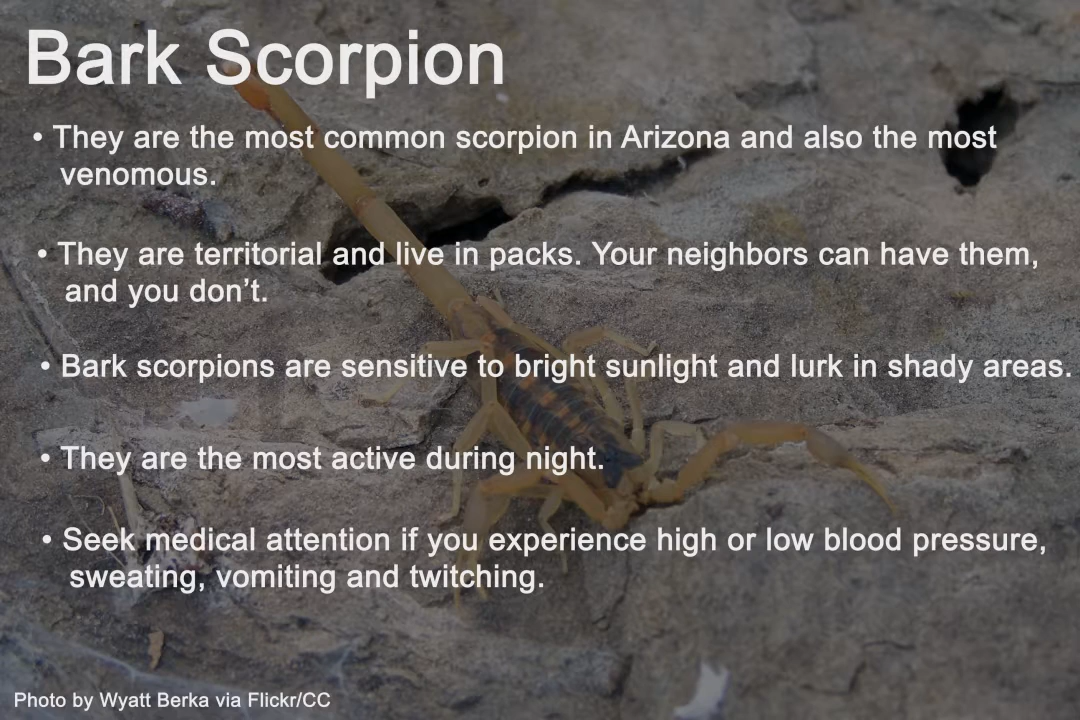 Bark Scorpion
• They are the most common scorpion in Arizona and also the most
venomous.
• They are territorial and live in packs. Your neighbors can have them,
and you don’t.
• Bark scorpions are sensitive to bright sunlight and lurk in shady areas.
• They are the most active during night.
• Seek medical attention if you experience high or low blood pressure,
sweating, vomiting and twitching.
Photo by Wyatt Berka via Flickr/CC